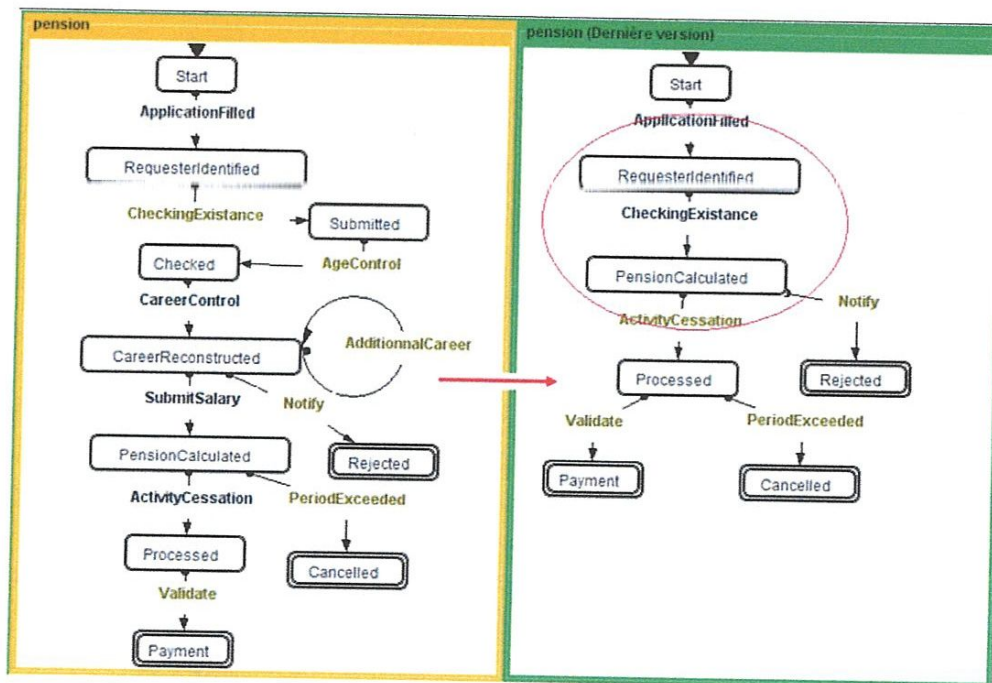 pension
Start
ApplicationFilled
RequesterIdentified
CheckingExistance
Submitted
Checked
AgeControl
CareerControl
CareerReconstructed
AdditionnalCareer
SubmitSalary
Notify
PensionCalculated
Rejected
ActivityCessation
PeriodExceeded
Processed
Cancelled
Validate
Payment
pension (Dernière version)
Start
ApplicationFilled
RequesterIdentified
CheckingExistance
PensionCalculated
Notify
ActivityCessation
Processed
Rejected
Validate
PeriodExceeded
Payment
Cancelled